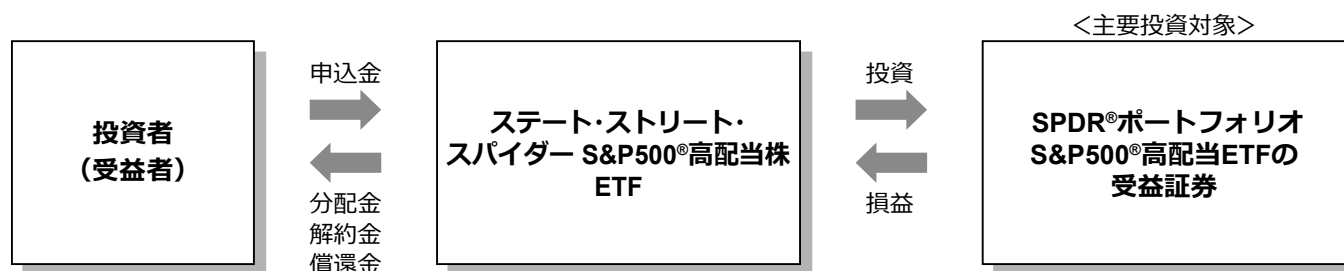 ＜主要投資対象＞
投資者
（受益者）
申込金
分配金
解約金
償還金
ステート・ストリート・
スパイダー S&P500®高配当株
ETF
投資
損益
SPDR®ポートフォリオ
S&P500®高配当ETFの
受益証券